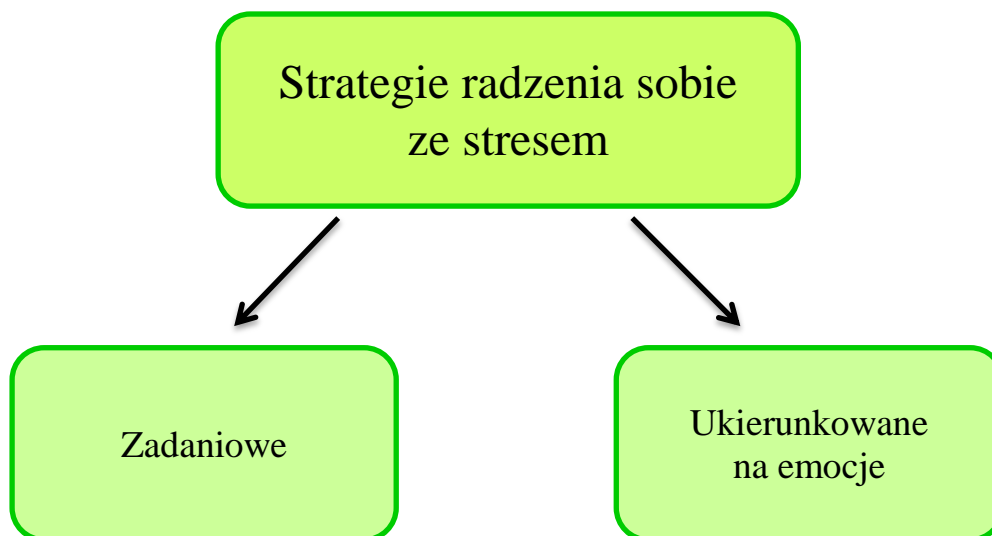 Strategie radzenia sobie
ze stresem
Zadaniowe
Ukierunkowane
na emocje